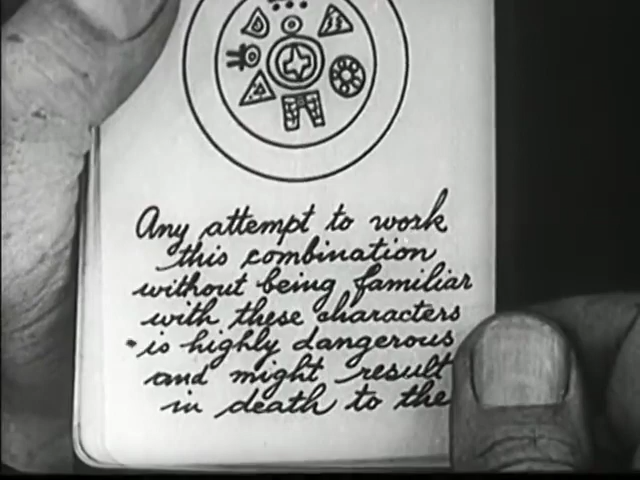 Any attempt to work
this combination
without being familiar
with these characters
is highly dangerous
and might result
in death to the